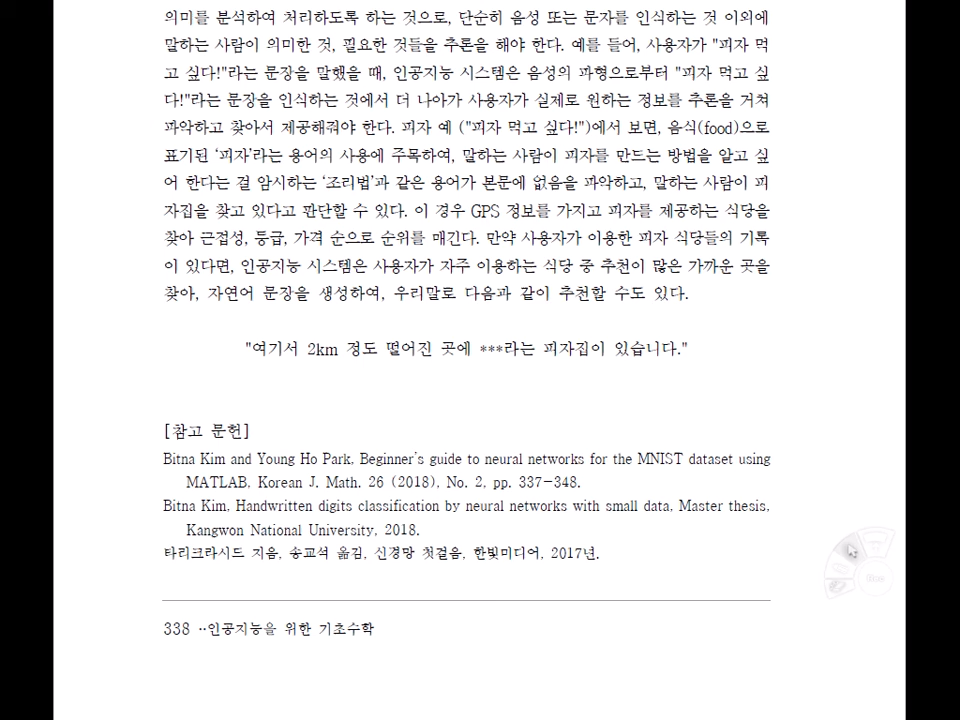 의미를 분석하여 처리하도록 하는 것으로, 단순히 음성 또는 문자를 인식하는 것 이외에
말하는 사람이 의미한 것, 필요한 것들을 추론을 해야 한다. 예를 들어, 사용자가 "피자 먹
고 싶다!"라는 문장을 말했을 때, 인공지능 시스템은 음성의 파형으로부터 "피자 먹고 싶
다!"라는 문장을 인식하는 것에서 더 나아가 사용자가 실제로 원하는 정보를 추론을 거쳐
파악하고 찾아서 제공해줘야 한다. 피자 예 ("피자 먹고 싶다!")에서 보면, 음식(food)으로
표기된 ‘피자’라는 용어의 사용에 주목하여, 말하는 사람이 피자를 만드는 방법을 알고 싶
어 한다는 걸 암시하는 ‘조리법’과 같은 용어가 본문에 없음을 파악하고, 말하는 사람이 피
자집을 찾고 있다고 판단할 수 있다. 이 경우 GPS 정보를 가지고 피자를 제공하는 식당을
찾아 근접성, 등급, 가격 순으로 순위를 매긴다. 만약 사용자가 이용한 피자 식당들의 기록
이 있다면, 인공지능 시스템은 사용자가 자주 이용하는 식당 중 추천이 많은 가까운 곳을
찾아, 자연어 문장을 생성하여, 우리말로 다음과 같이 추천할 수도 있다.
"여기서 2km 정도 떨어진 곳에 ***라는 피자집이 있습니다."
[참고 문헌]
Bitna Kim and Young Ho Park, Beginner's guide to neural networks for the MNIST dataset using
MATLAB, Korean J. Math. 26 (2018), No. 2, pp. 337-348.
Bitna Kim, Handwritten digits classification by neural networks with small data, Master thesis,
Kangwon National University, 2018.
타리크라시드 지음, 송교석 옮김, 신경망 첫걸음, 한빛미디어, 2017년.
338 ··인공지능을 위한 기초수학